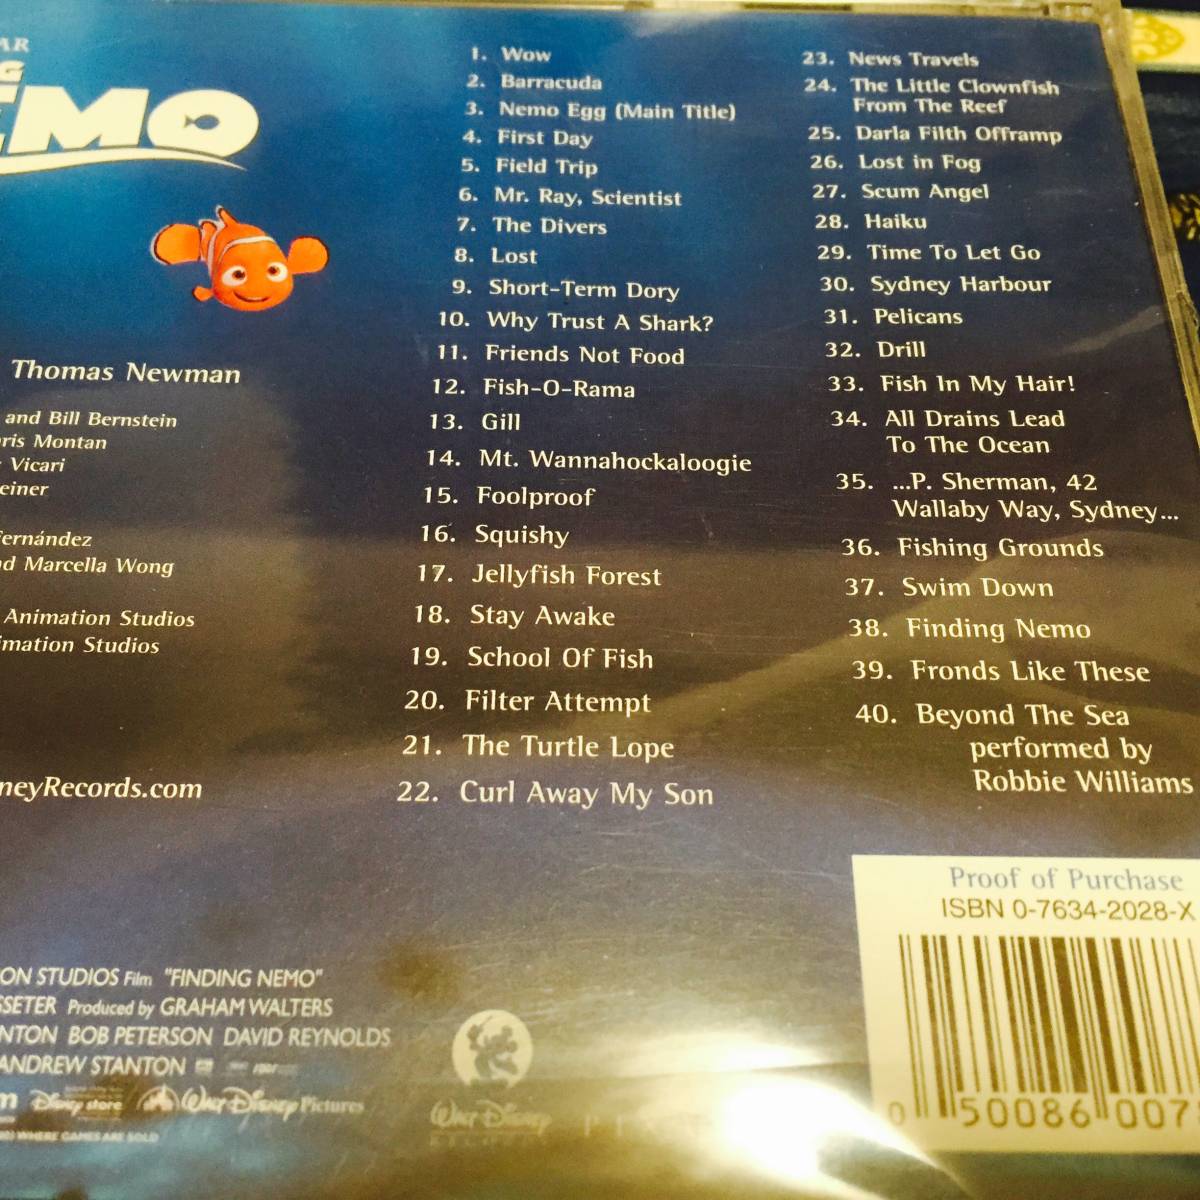 EMO
Thomas Newman
and Bill Bernstein
ris Montan
Vicari
einer
ernández
d Marcella Wong
Animation Studios
imation Studios
neyRecords.com
1. Wow
2. Barracuda
3. Nemo Egg (Main Title)
4. First Day
5. Field Trip
6. Mr. Ray, Scientist
7. The Divers
8. Lost
9. Short-Term Dory
10. Why Trust A Shark?
11. Friends Not Food
12. Fish-O-Rama
13. Gill
14. Mt. Wannahockaloogie
15. Foolproof
16. Squishy
17. Jellyfish Forest
18. Stay Awake
19. School Of Fish
20. Filter Attempt
21. The Turtle Lope
22. Curl Away My Son
23. News Travels
24. The Little Clownfish
From The Reef
25. Darla Filth Offramp
26. Lost in Fog
27. Scum Angel
28. Haiku
29. Time To Let Go
30. Sydney Harbour
31. Pelicans
32. Drill
33. Fish In My Hair!
34. All Drains Lead
To The Ocean
35. ...P. Sherman, 42
Wallaby Way, Sydney...
36. Fishing Grounds
37. Swim Down
38. Finding Nemo
39. Fronds Like These
40. Beyond The Sea
performed by
Robbie Williams
Proof of Purchase
ISBN 0-7634-2028-X
0 50086 007
ON STUDIOS Film "FINDING NEMO"
SSETER Produced by GRAHAM WALTERS
NTON BOB PETERSON DAVID REYNOLDS
ANDREW STANTON
m Disney store Walt Disney Pictures
WHERE GAMES ARE SOLD
Walt Disney